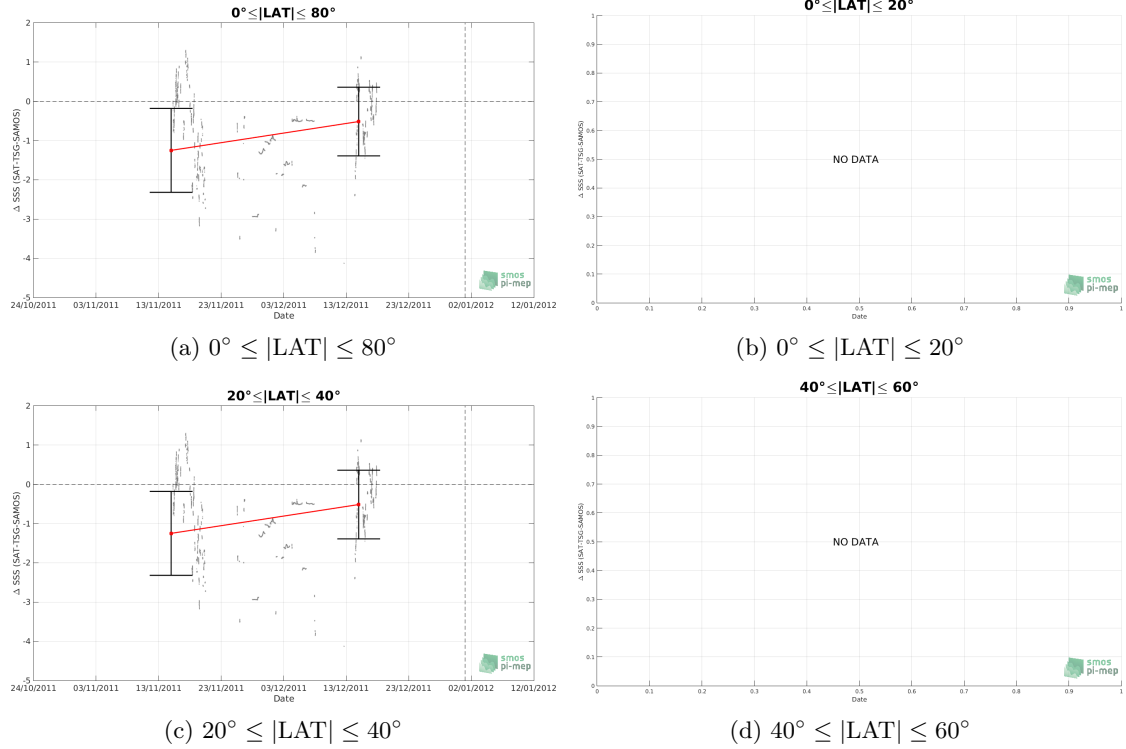 0°≤|LAT|≤ 80°
2
1
0
-1
-2
-3
-4
-5
Δ SSS (SAT-TSG-SAMOS)
24/10/2011 03/11/2011 13/11/2011 23/11/2011 03/12/2011 13/12/2011 23/12/2011 02/01/2012 12/01/2012
Date
smos
pi-mep
(a) 0° ≤ |LAT| ≤ 80°
0°≤|LAT|≤ 20°
1
0.9
0.8
0.7
0.6
0.5
0.4
0.3
0.2
0.1
0
Δ SSS (SAT-TSG-SAMOS)
NO DATA
0 0.1 0.2 0.3 0.4 0.5 0.6 0.7 0.8 0.9 1
Date
smos
pi-mep
(b) 0° ≤ |LAT| ≤ 20°
20°≤|LAT|≤ 40°
2
1
0
-1
-2
-3
-4
-5
Δ SSS (SAT-TSG-SAMOS)
24/10/2011 03/11/2011 13/11/2011 23/11/2011 03/12/2011 13/12/2011 23/12/2011 02/01/2012 12/01/2012
Date
smos
pi-mep
(c) 20° ≤ |LAT| ≤ 40°
40°≤|LAT|≤ 60°
1
0.9
0.8
0.7
0.6
0.5
0.4
0.3
0.2
0.1
0
Δ SSS (SAT-TSG-SAMOS)
NO DATA
0 0.1 0.2 0.3 0.4 0.5 0.6 0.7 0.8 0.9 1
Date
smos
pi-mep
(d) 40° ≤ |LAT| ≤ 60°